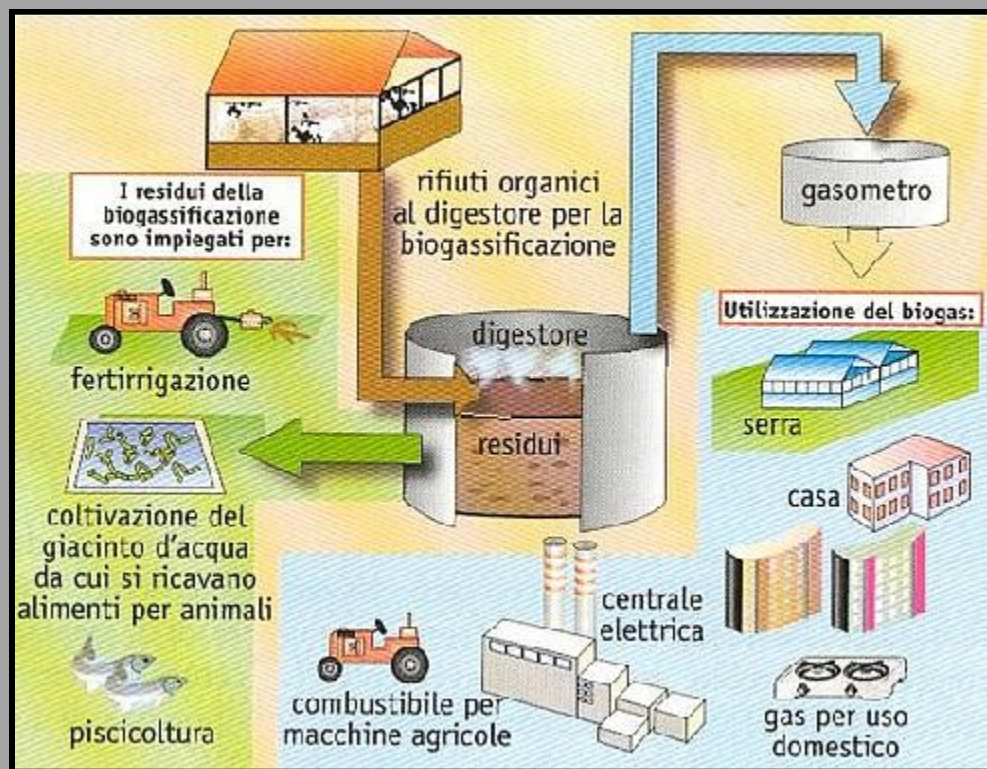 I residui della
biogassificazione
sono impiegati per:
fertirrigazione
coltivazione del
giacinto d'acqua
da cui si ricavano
alimenti per animali
piscicoltura
rifiuti organici
al digestore per la
biogassificazione
digestore
residui
gasometro
Utilizzazione del biogas:
serra
casa
centrale
elettrica
combustibile per
macchine agricole
gas per uso
domestico